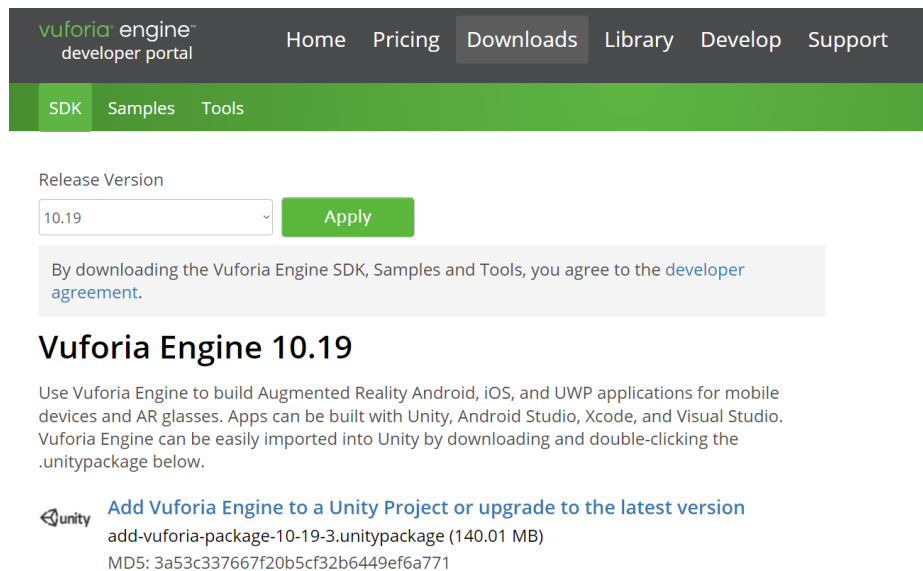 vuforia® engine™
developer portal
Home Pricing Downloads Library Develop Support
SDK Samples Tools
Release Version
10.19
Apply
By downloading the Vuforia Engine SDK, Samples and Tools, you agree to the developer
agreement.
Vuforia Engine 10.19
Use Vuforia Engine to build Augmented Reality Android, iOS, and UWP applications for mobile
devices and AR glasses. Apps can be built with Unity, Android Studio, Xcode, and Visual Studio.
Vuforia Engine can be easily imported into Unity by downloading and double-clicking the
.unitypackage below.
unity
Add Vuforia Engine to a Unity Project or upgrade to the latest version
add-vuforia-package-10-19-3.unitypackage (140.01 MB)
MD5: 3a53c337667f20b5cf32b6449ef6a771